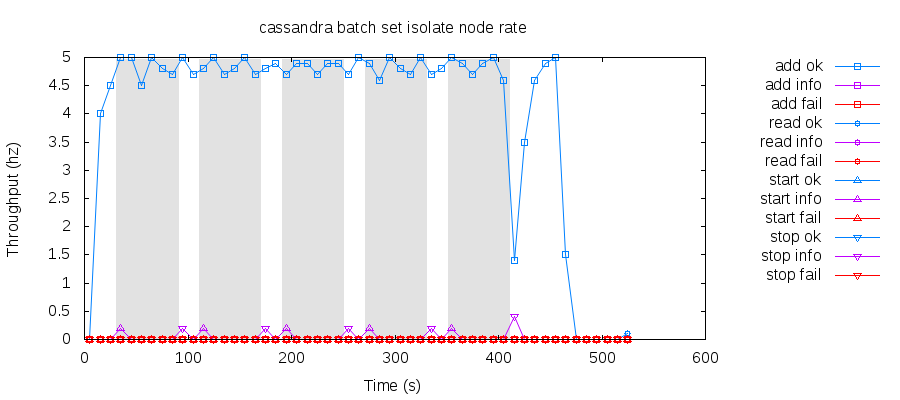 cassandra batch set isolate node rate
Throughput (hz)
5
4.5
4
3.5
3
2.5
2
1.5
1
0.5
0
0 100 200 300 400 500 600
Time (s)
add ok
add info
add fail
read ok
read info
read fail
start ok
start info
start fail
stop ok
stop info
stop fail